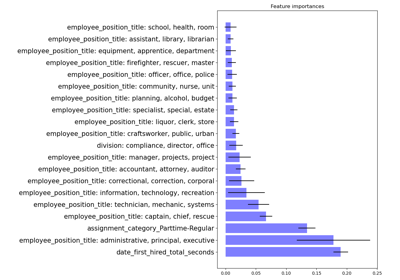 Feature importances
employee_position_title: school, health, room
employee_position_title: assistant, library, librarian
employee_position_title: equipment, apprentice, department
employee_position_title: firefighter, rescuer, master
employee_position_title: officer, office, police
employee_position_title: community, nurse, unit
employee_position_title: planning, alcohol, budget
employee_position_title: specialist, special, estate
employee_position_title: liquor, clerk, store
employee_position_title: craftsworker, public, urban
division: compliance, director, office
employee_position_title: manager, projects, project
employee_position_title: accountant, attorney, auditor
employee_position_title: correctional, correction, corporal
employee_position_title: information, technology, recreation
employee_position_title: technician, mechanic, systems
employee_position_title: captain, chief, rescue
assignment_category_Parttime-Regular
employee_position_title: administrative, principal, executive
date_first_hired_total_seconds
0.00 0.05 0.10 0.15 0.20 0.25